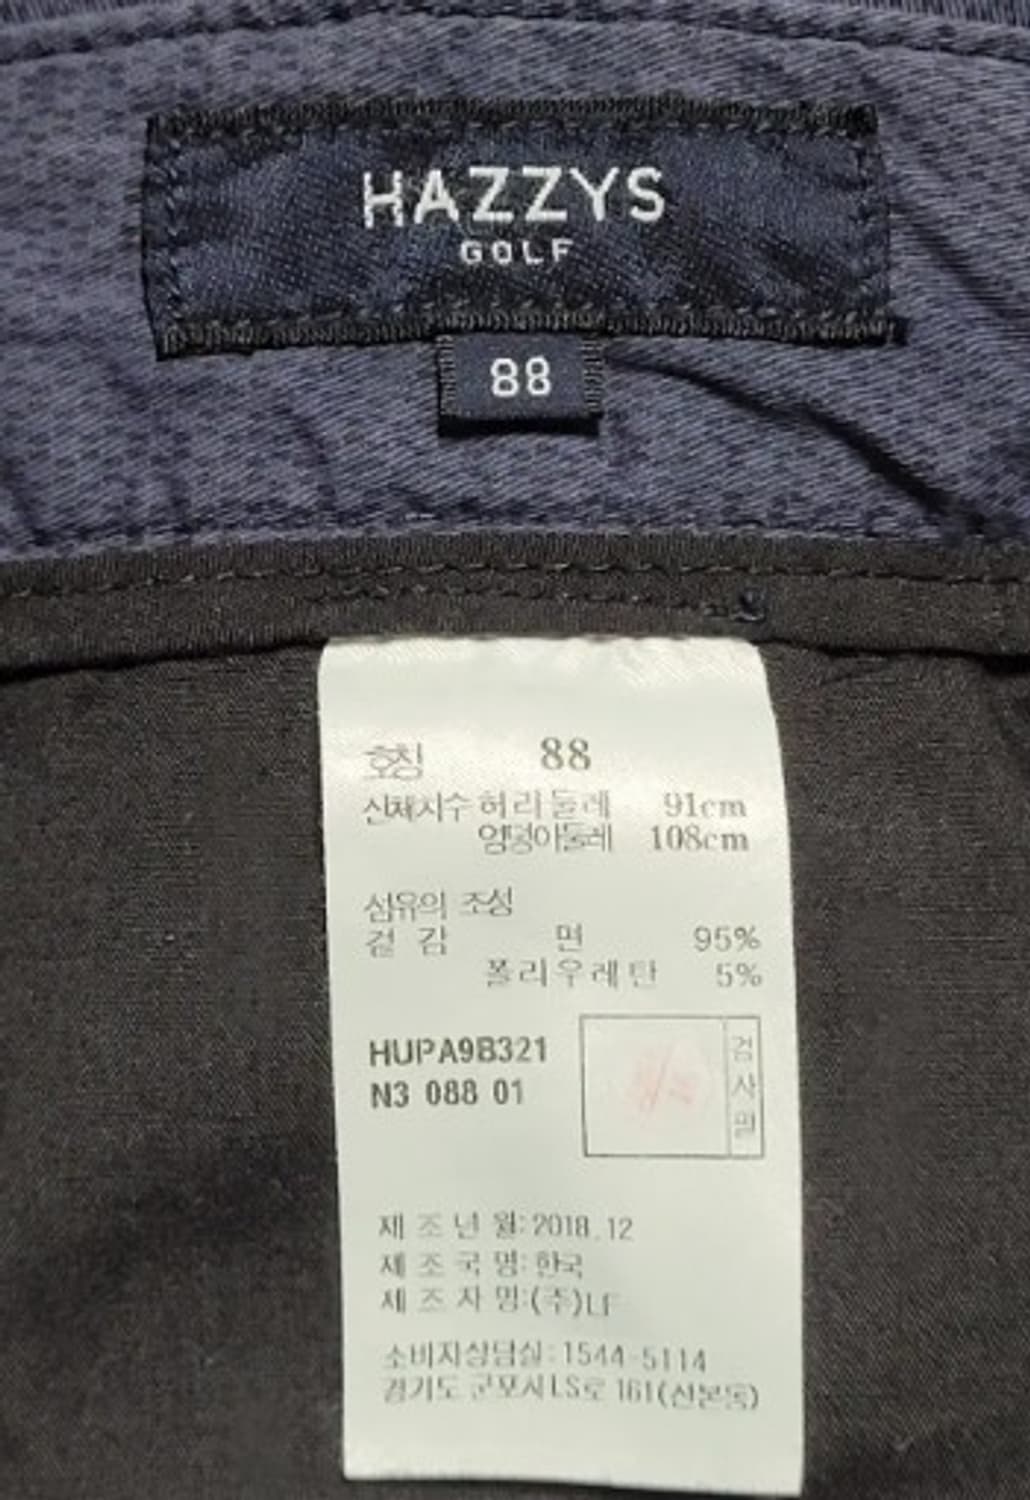 HAZZYS
GOLF
88
호칭 88
신체치수 허리둘레 91cm
엉덩이둘레 108cm
섬유의 조성
겉감 면 95%
폴리우레탄 5%
HUPA9B321
N3 088 01
검사필
제조년월: 2018.12
제조국명: 한국
제조자명:(주)LF
소비자상담실: 1544-5114
경기도 군포시 LS로 161(산본동)